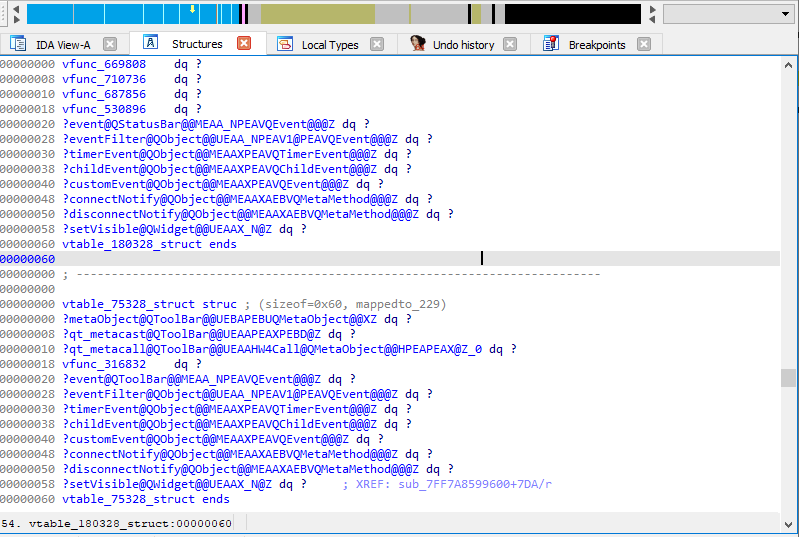 IDA View-A
Structures
Local Types
Undo history
Breakpoints
00000000 vfunc_669808 dq ?
00000008 vfunc_710736 dq ?
00000010 vfunc_687856 dq ?
00000018 vfunc_530896 dq ?
00000020 ?event@QStatusBar@@MEAA_NPEAVQEvent@@@Z dq ?
00000028 ?eventFilter@QObject@@UEAA_NPEAV1@PEAVQEvent@@@Z dq ?
00000030 ?timerEvent@QObject@@MEAAXPEAVQTimerEvent@@@Z dq ?
00000038 ?childEvent@QObject@@MEAAXPEAVQChildEvent@@@Z dq ?
00000040 ?customEvent@QObject@@MEAAXPEAVQEvent@@@Z dq ?
00000048 ?connectNotify@QObject@@MEAAXAEBVQMetaMethod@@@Z dq ?
00000050 ?disconnectNotify@QObject@@MEAAXAEBVQMetaMethod@@@Z dq ?
00000058 ?setVisible@QWidget@@UEAAX_N@Z dq ?
00000060 vtable_180328_struct ends
00000060
00000000 ; ---------------------------------------------------------------------------
00000000
00000000 vtable_75328_struct struc ; (sizeof=0x60, mappedto_229)
00000000 ?metaObject@QToolBar@@UEBAPEBUQMetaObject@@XZ dq ?
00000008 ?qt_metacast@QToolBar@@UEAAPEAXPEBD@Z dq ?
00000010 ?qt_metacall@QToolBar@@UEAAHW4Call@QMetaObject@@HPEAPEAX@Z_0 dq ?
00000018 vfunc_316832 dq ?
00000020 ?event@QToolBar@@MEAA_NPEAVQEvent@@@Z dq ?
00000028 ?eventFilter@QObject@@UEAA_NPEAV1@PEAVQEvent@@@Z dq ?
00000030 ?timerEvent@QObject@@MEAAXPEAVQTimerEvent@@@Z dq ?
00000038 ?childEvent@QObject@@MEAAXPEAVQChildEvent@@@Z dq ?
00000040 ?customEvent@QObject@@MEAAXPEAVQEvent@@@Z dq ?
00000048 ?connectNotify@QObject@@MEAAXAEBVQMetaMethod@@@Z dq ?
00000050 ?disconnectNotify@QObject@@MEAAXAEBVQMetaMethod@@@Z dq ?
00000058 ?setVisible@QWidget@@UEAAX_N@Z dq ? ; XREF: sub_7FF7A8599600+7DA/r
00000060 vtable_75328_struct ends
54. vtable_180328_struct:00000060